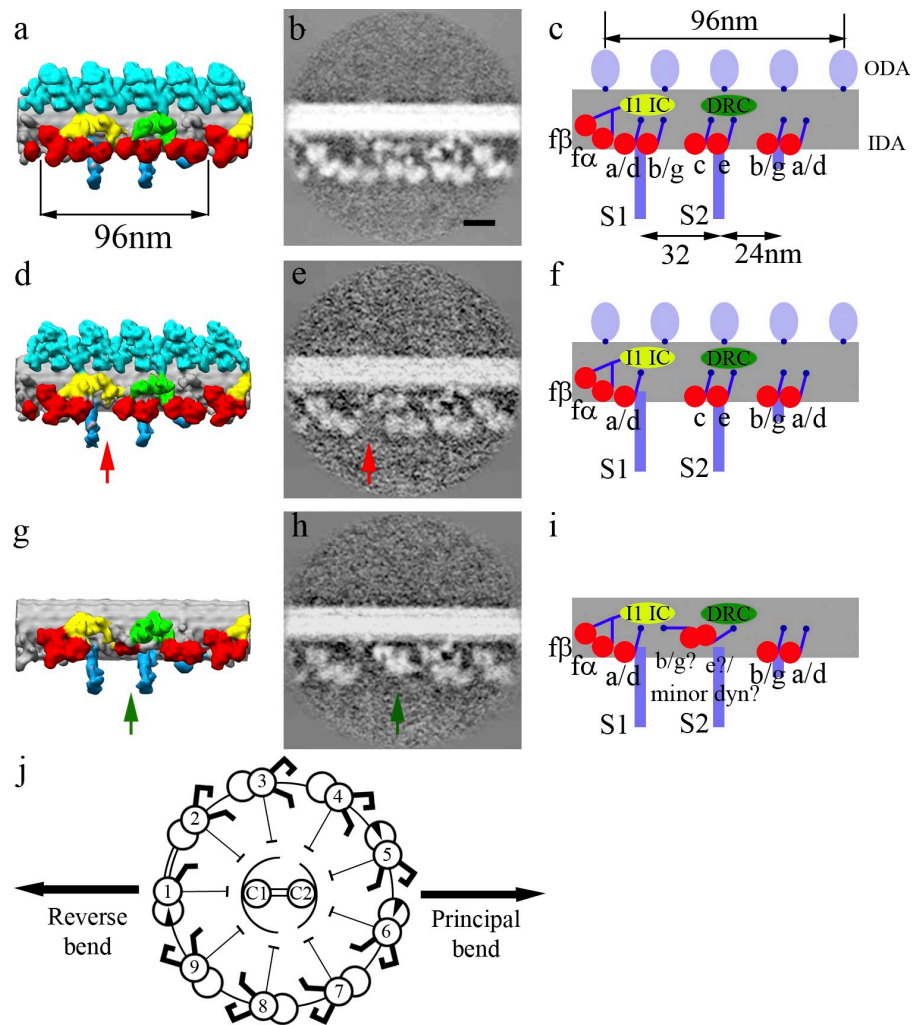 a
b
c
96nm
ODA
I1 IC
DRC
IDA
fβ
fα
a/d
b/g
c
e
b/g
a/d
S1
S2
96nm
32
24nm
d
e
f
I1 IC
DRC
fβ
fα
a/d
c
e
b/g
a/d
S1
S2
g
h
i
I1 IC
DRC
fβ
fα
a/d
b/g?
e?/
b/g
a/d
minor dyn?
S1
S2
j
3
2
4
5
1
C1
C2
Reverse
bend
Principal
bend
6
9
7
8